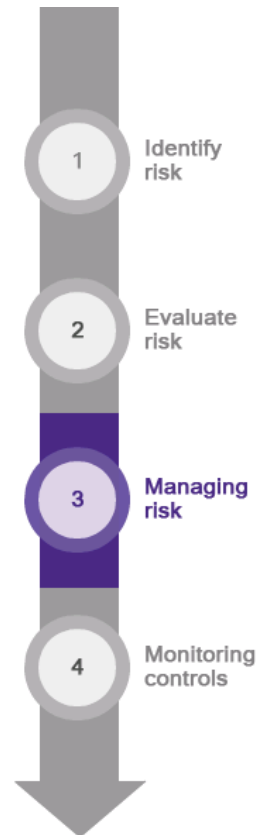 1
Identify
risk
2
Evaluate
risk
3
Managing
risk
4
Monitoring
controls